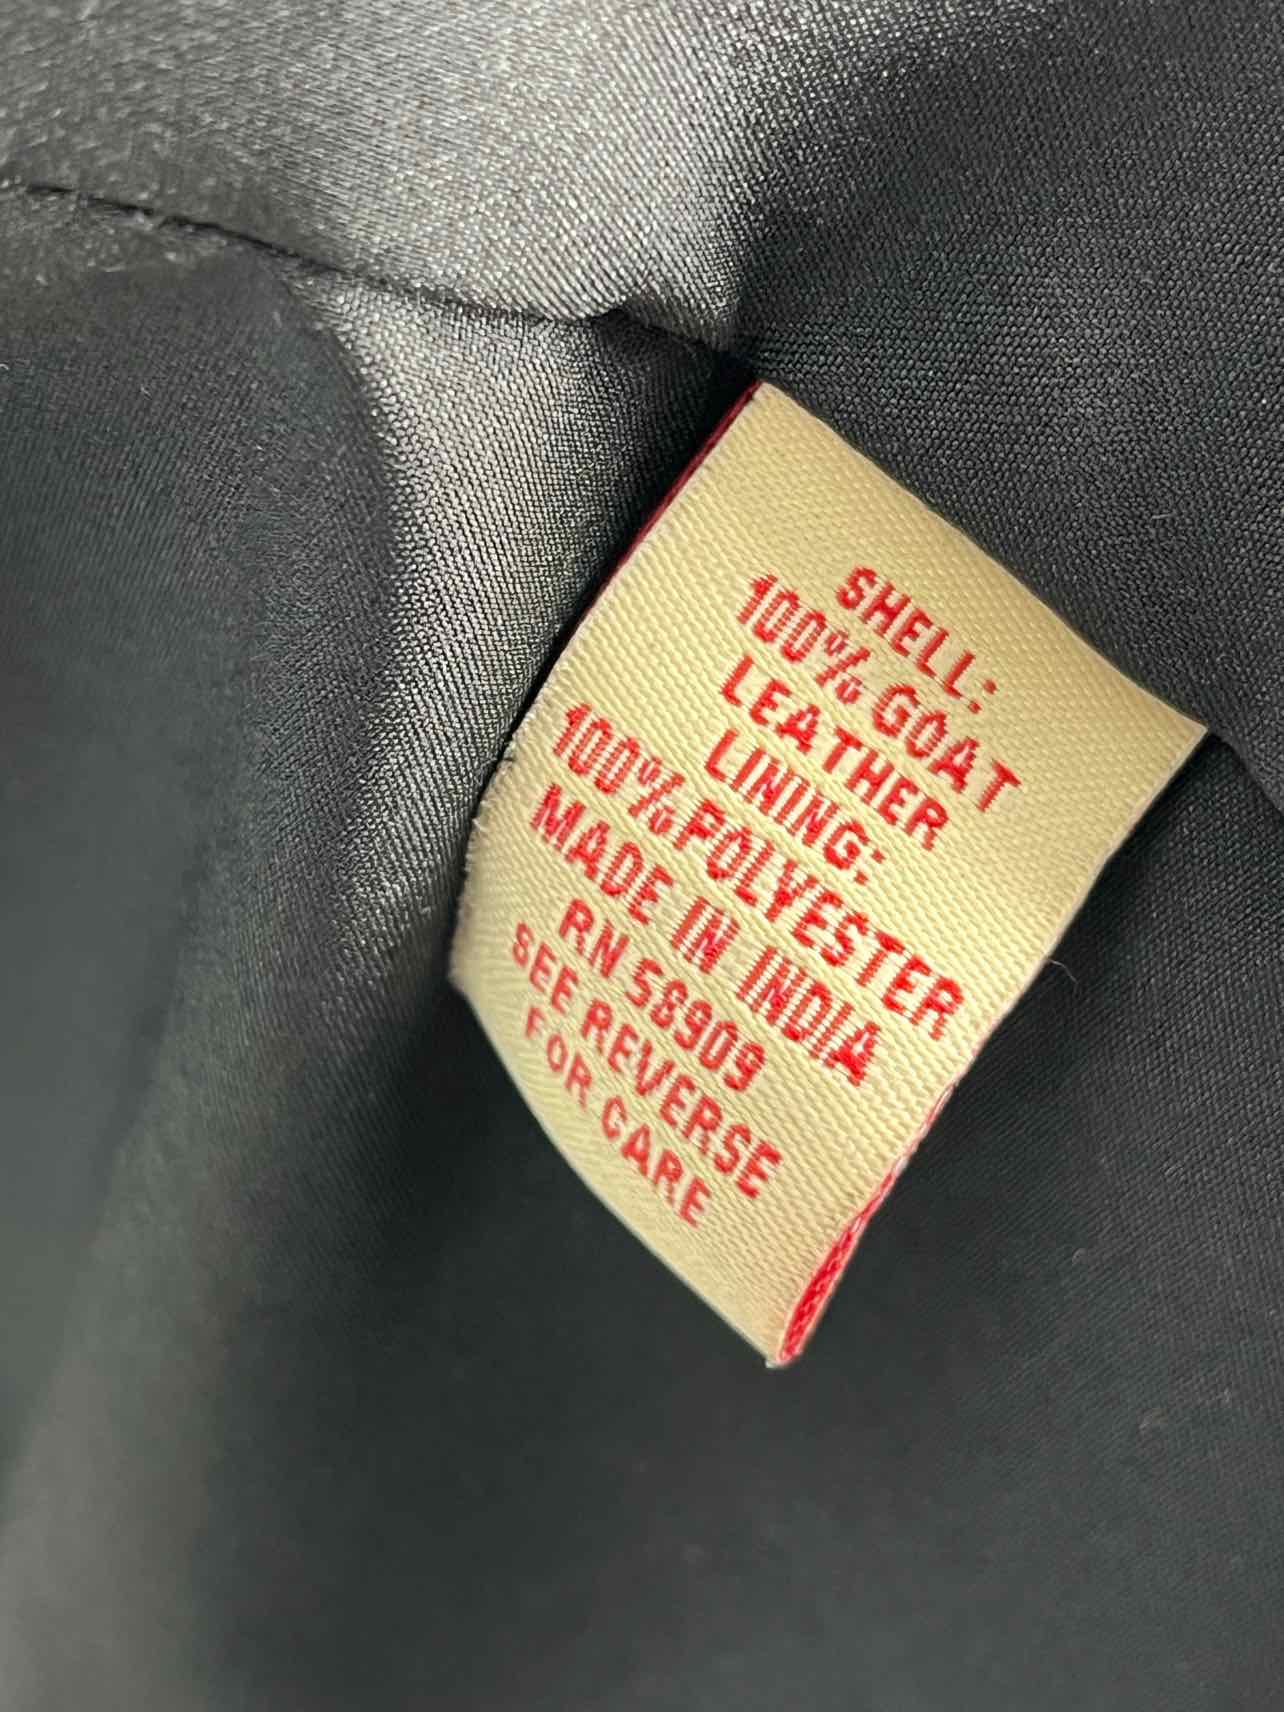 SHELL:
100% GOAT
LEATHER
LINING:
100% POLYESTER
MADE IN INDIA
RN 58909
SEE REVERSE
FOR CARE